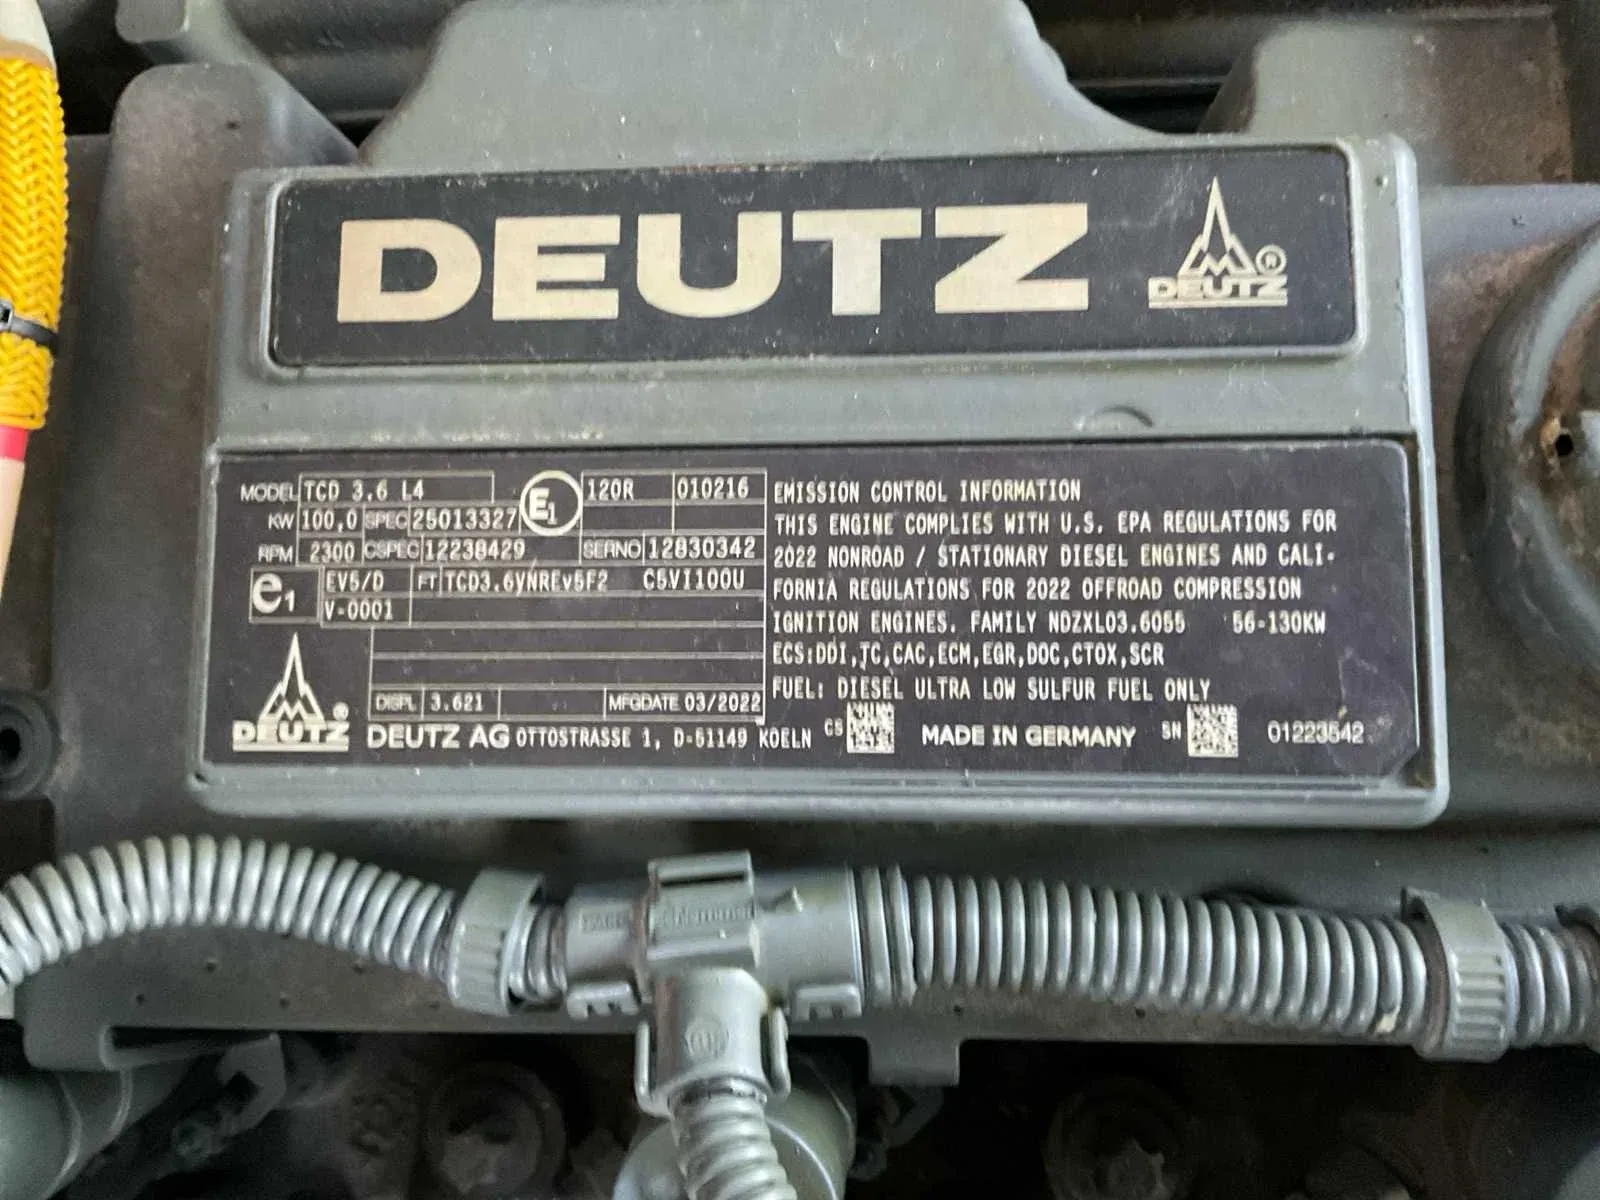 DEUTZ
DEUTZ ®
MODEL TCD 3.6 L4 E1 120R 010216
KW 100,0 SPEC 25013327
RPM 2300 CSPEC 12238429 SERNO 12830342
e1 EV5/D FT TCD3.6yNREv5F2 C5VI100U
V-0001
DISPL 3.621 MFGDATE 03/2022
DEUTZ ®
DEUTZ AG OTTOSTRASSE 1, D-51149 KOELN
EMISSION CONTROL INFORMATION
THIS ENGINE COMPLIES WITH U.S. EPA REGULATIONS FOR
2022 NONROAD / STATIONARY DIESEL ENGINES AND CALI-
FORNIA REGULATIONS FOR 2022 OFFROAD COMPRESSION
IGNITION ENGINES. FAMILY NDZXL03.6055 56-130KW
ECS:DDI,TC,CAC,ECM,EGR,DOC,CTOX,SCR
FUEL: DIESEL ULTRA LOW SULFUR FUEL ONLY
CS MADE IN GERMANY SN 01223542